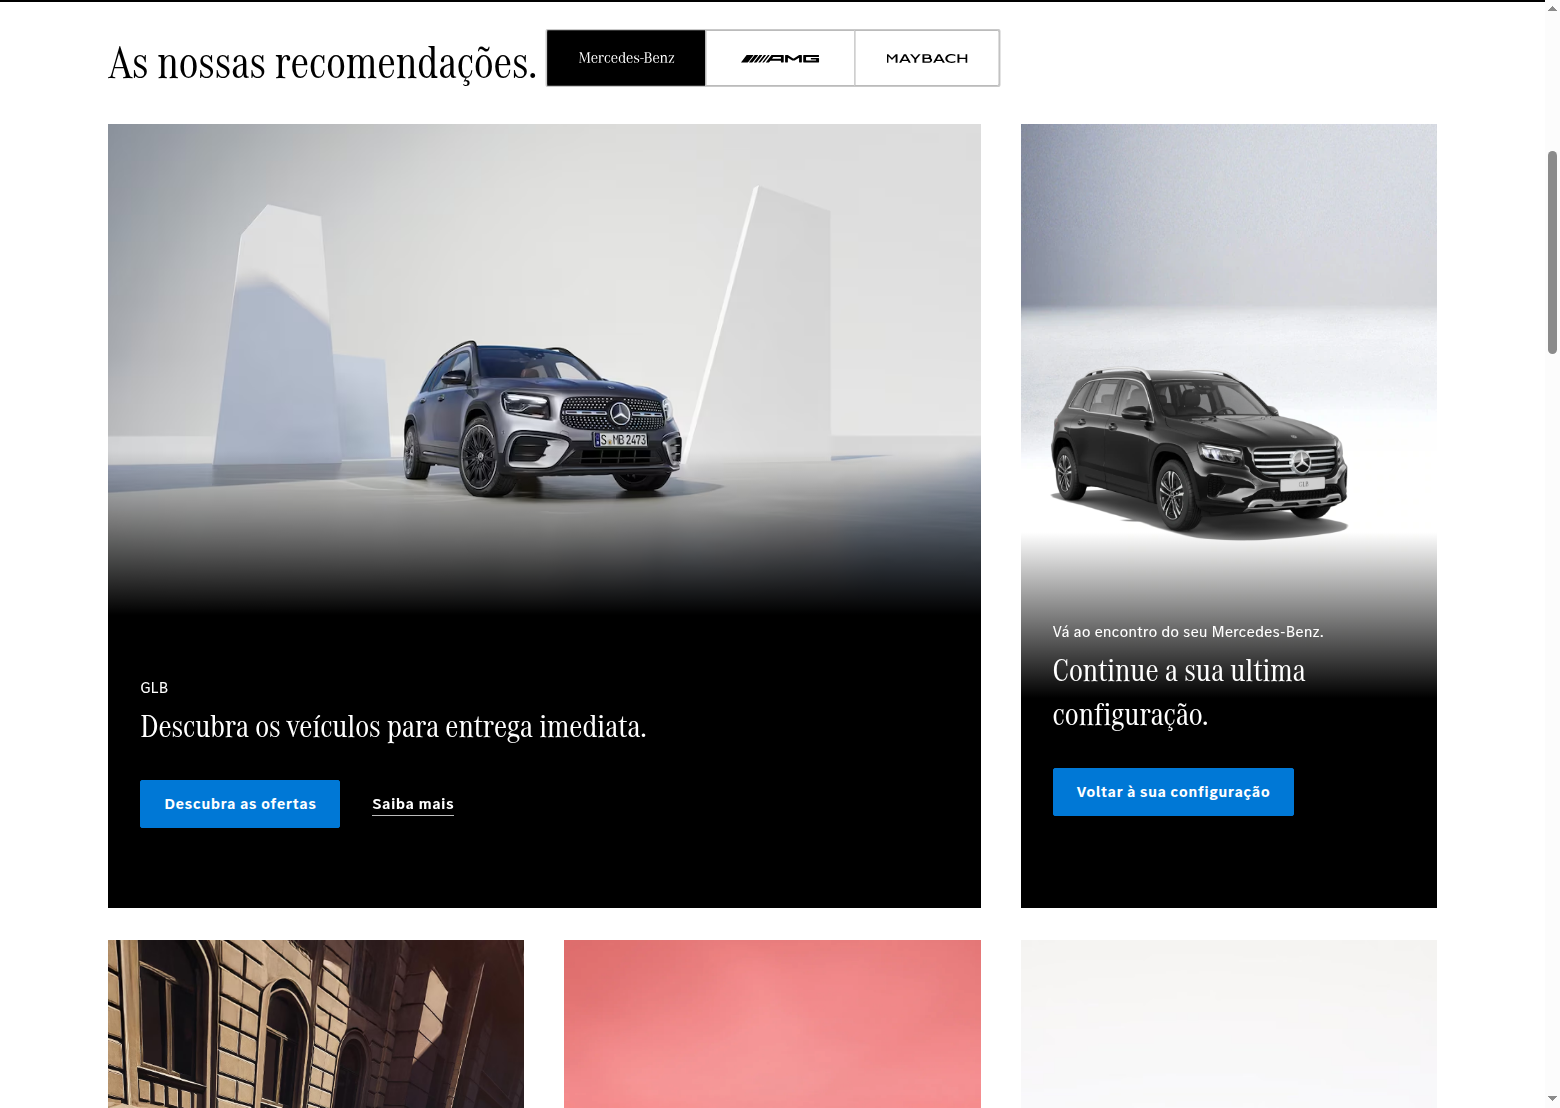 As nossas recomendações.
Mercedes-Benz
AMG
MAYBACH
S MB 2473
GLB
GLB
Descubra os veículos para entrega imediata.
Descubra as ofertas
Saiba mais
Vá ao encontro do seu Mercedes-Benz.
Continue a sua ultima
configuração.
Voltar à sua configuração